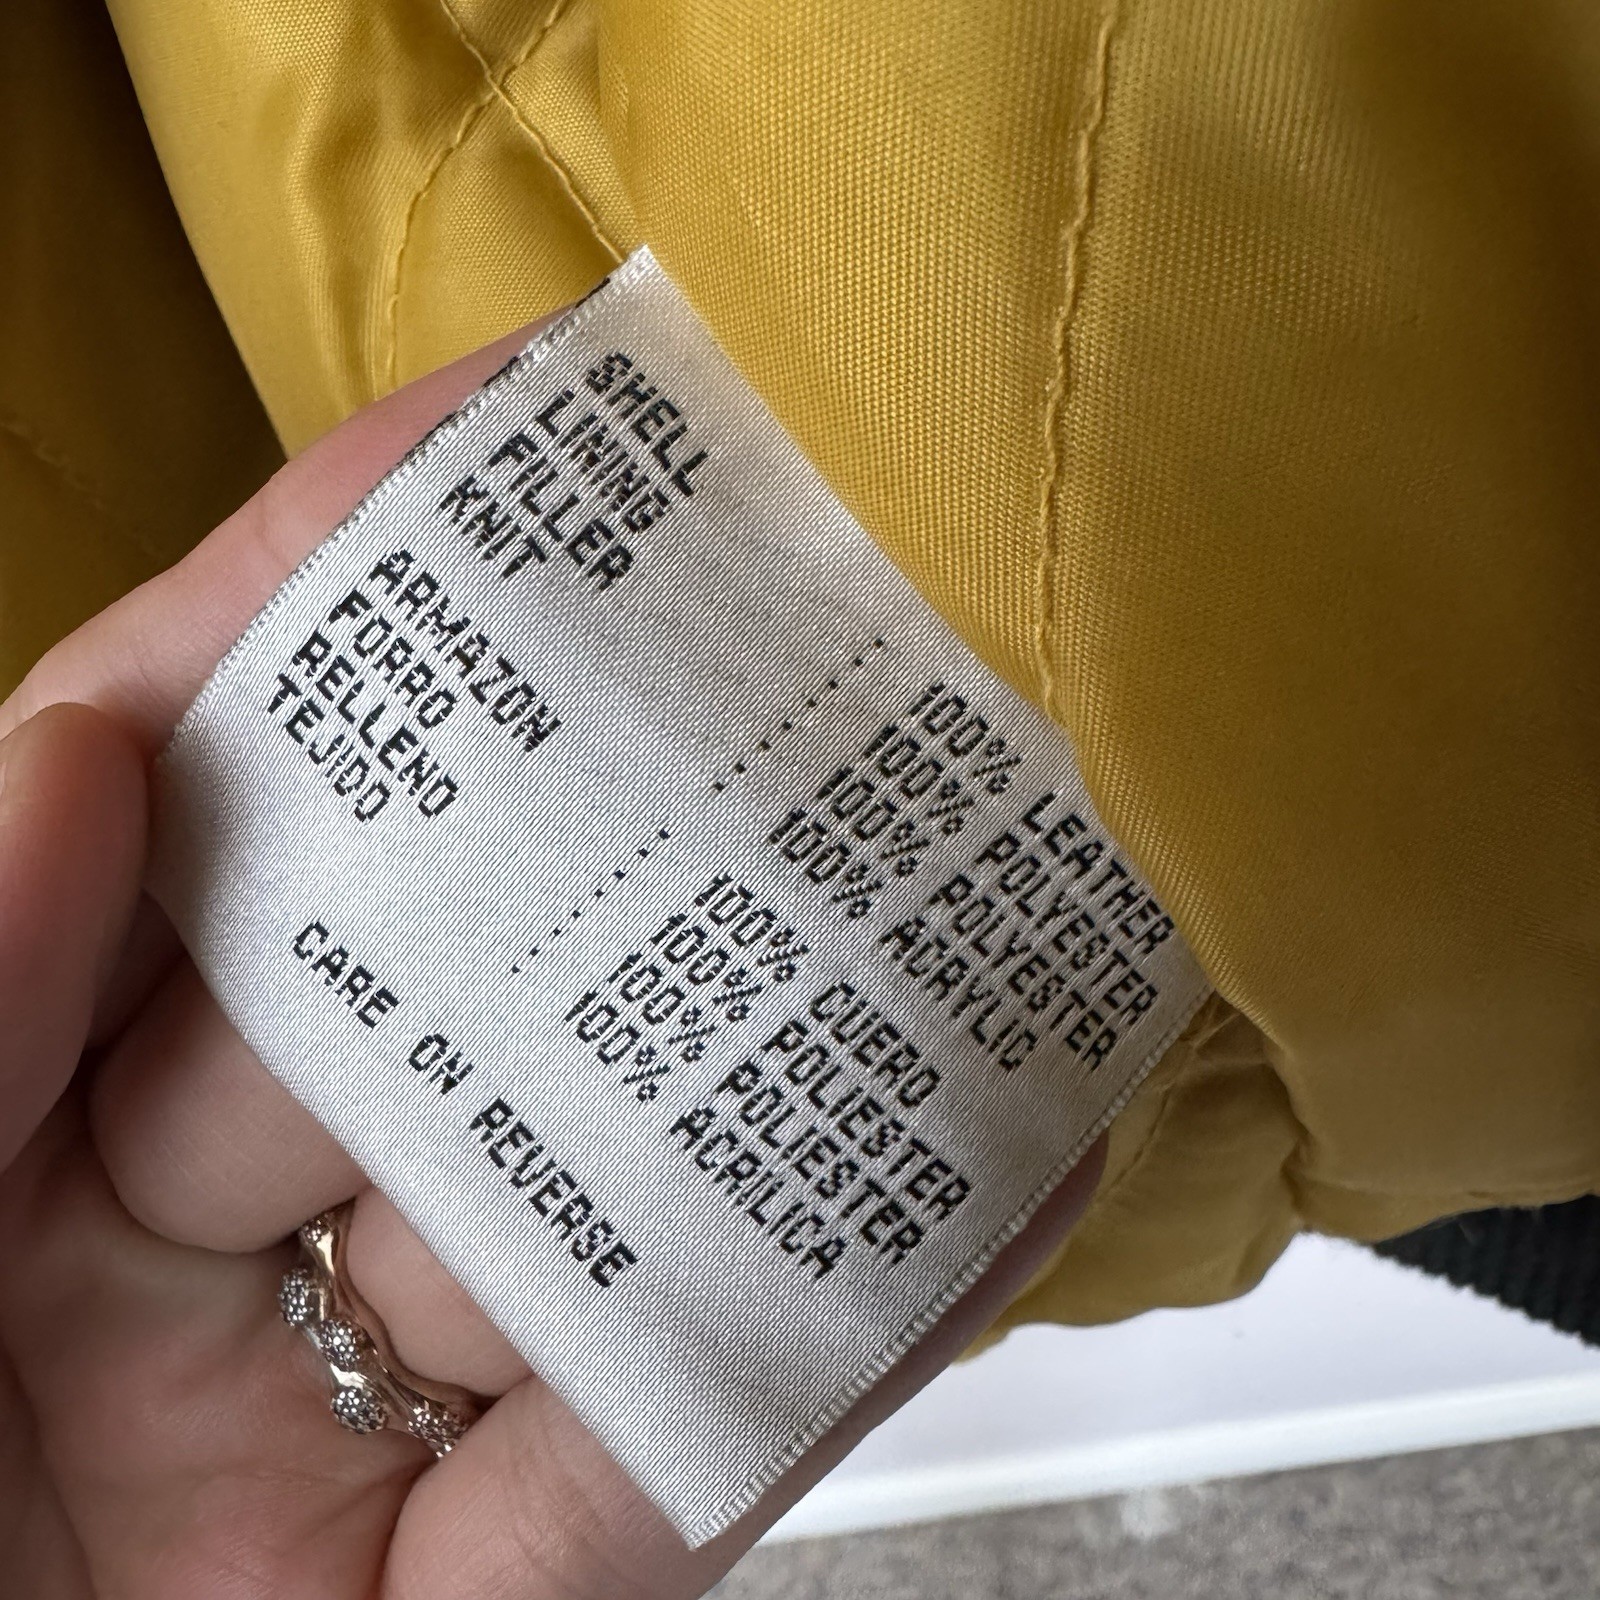 SHELL : 100% LEATHER
LINING : 100% POLYESTER
FILLER : 100% POLYESTER
KNIT : 100% ACRYLIC
ARMAZON : 100% CUERO
FORRO : 100% POLIESTER
RELLENO : 100% POLIESTER
TEJIDO : 100% ACRILICA
CARE ON REVERSE